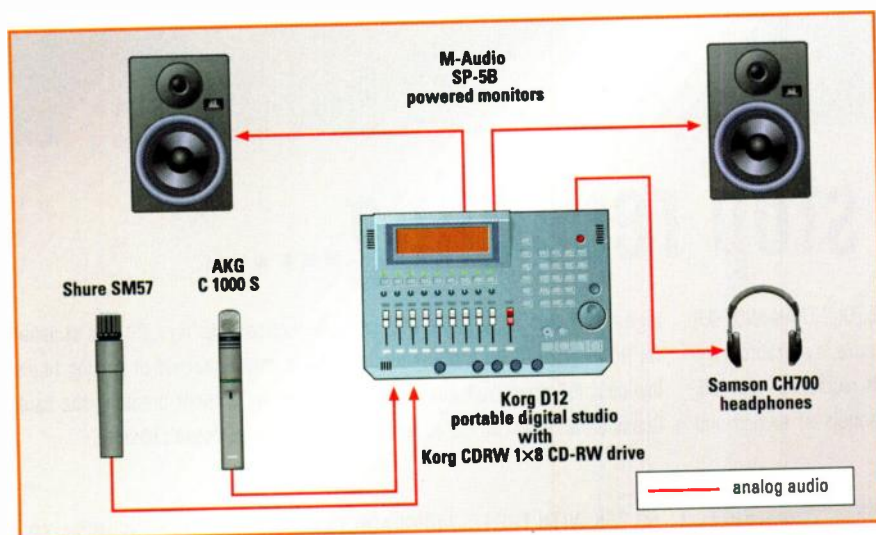 M-Audio
SP-5B
powered monitors
Shure SM57
AKG
C 1000 S
Korg D12
portable digital studio
with
Korg CDRW 1×8 CD-RW drive
Samson CH700
headphones
analog audio